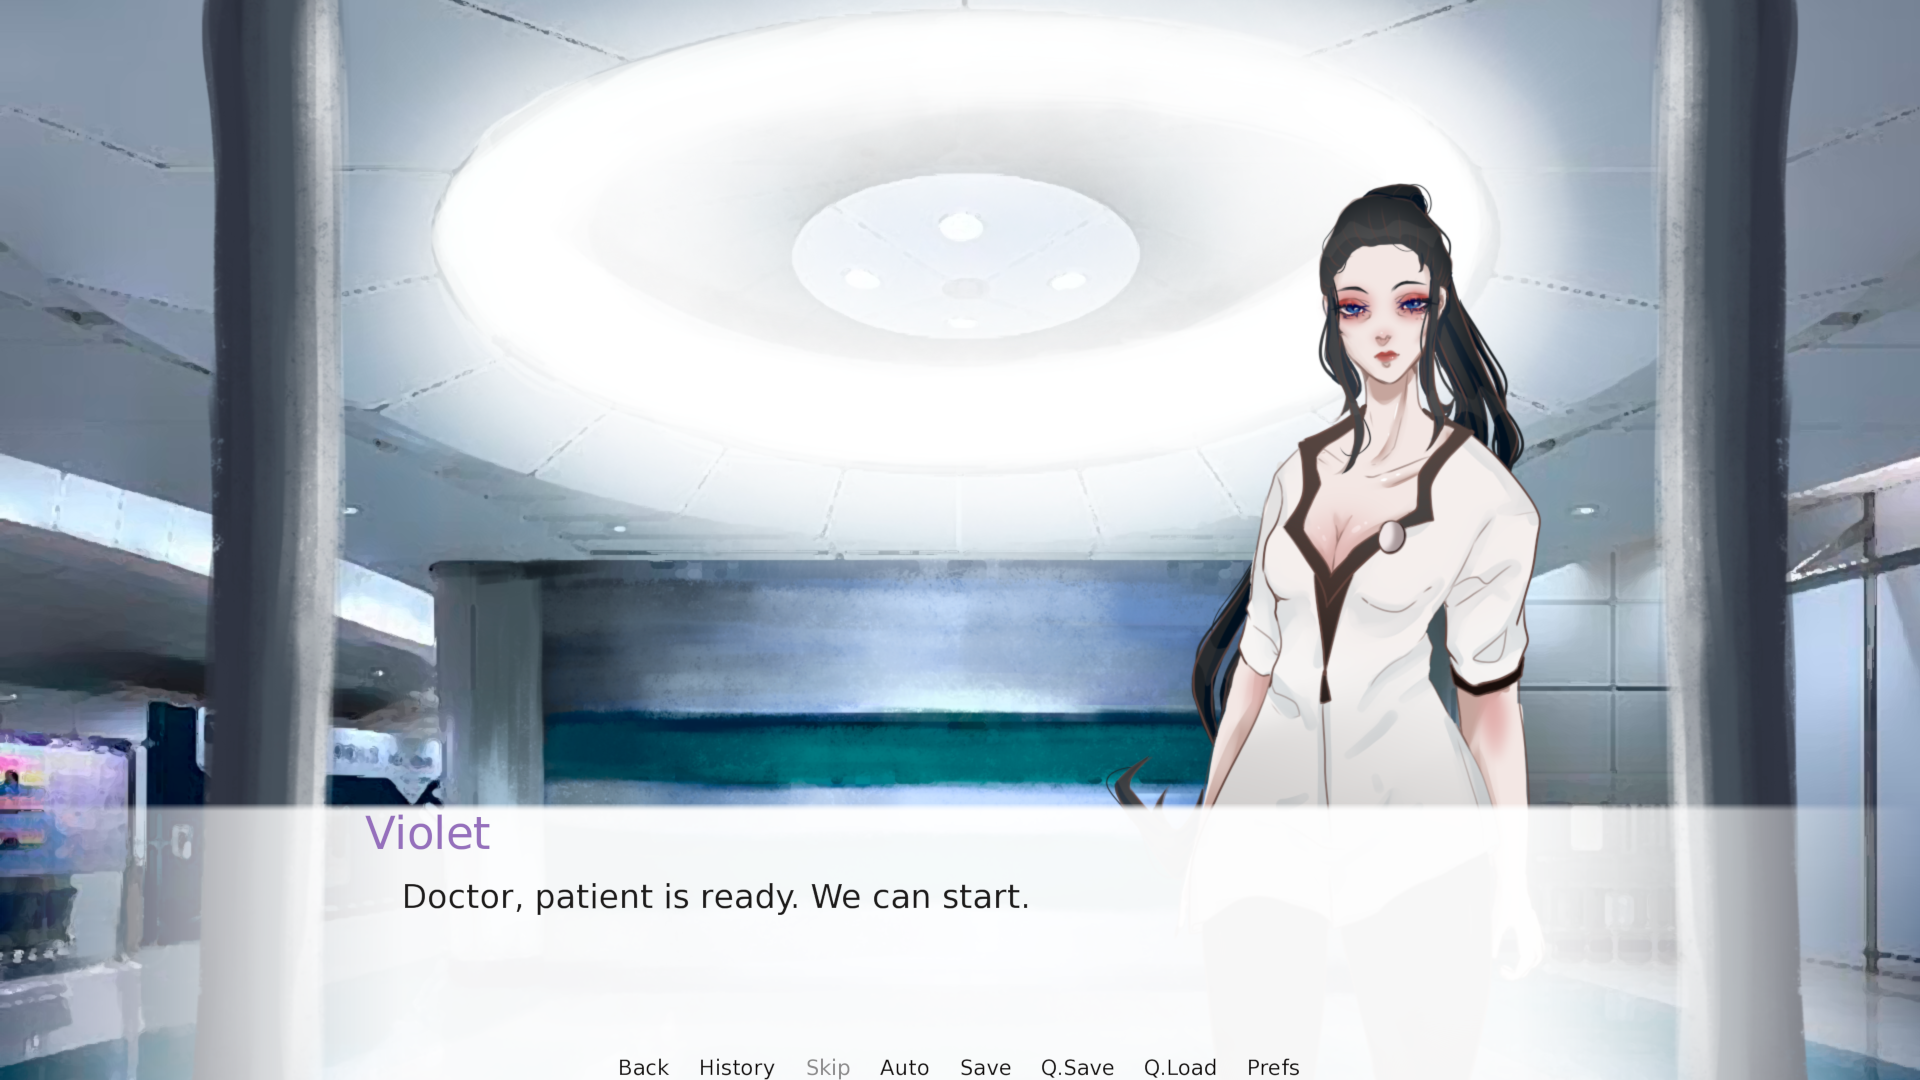 Violet
Doctor, patient is ready. We can start.
Back History Skip Auto Save Q.Save Q.Load Prefs